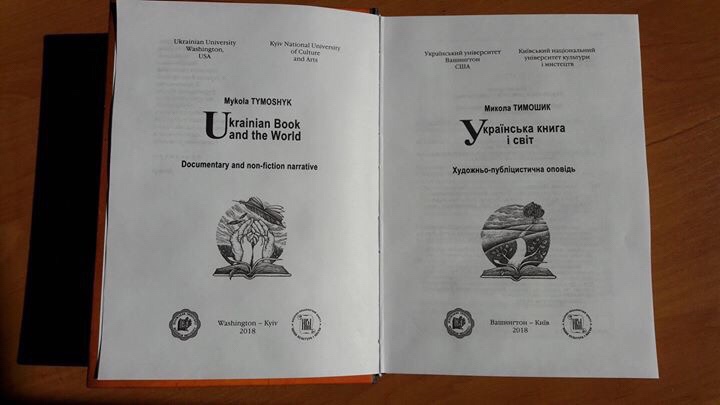 Ukrainian University
Washington,
USA
Kyiv National University
of Culture
and Arts
Mykola TYMOSHYK
Ukrainian Book
and the World
Documentary and non-fiction narrative
Washington – Kyiv
2018
Український університет
Вашингтон
США
Київський національний
університет культури
і мистецтв
Микола ТИМОШИК
Українська книга
і світ
Художньо-публіцистична оповідь
Вашингтон – Київ
2018